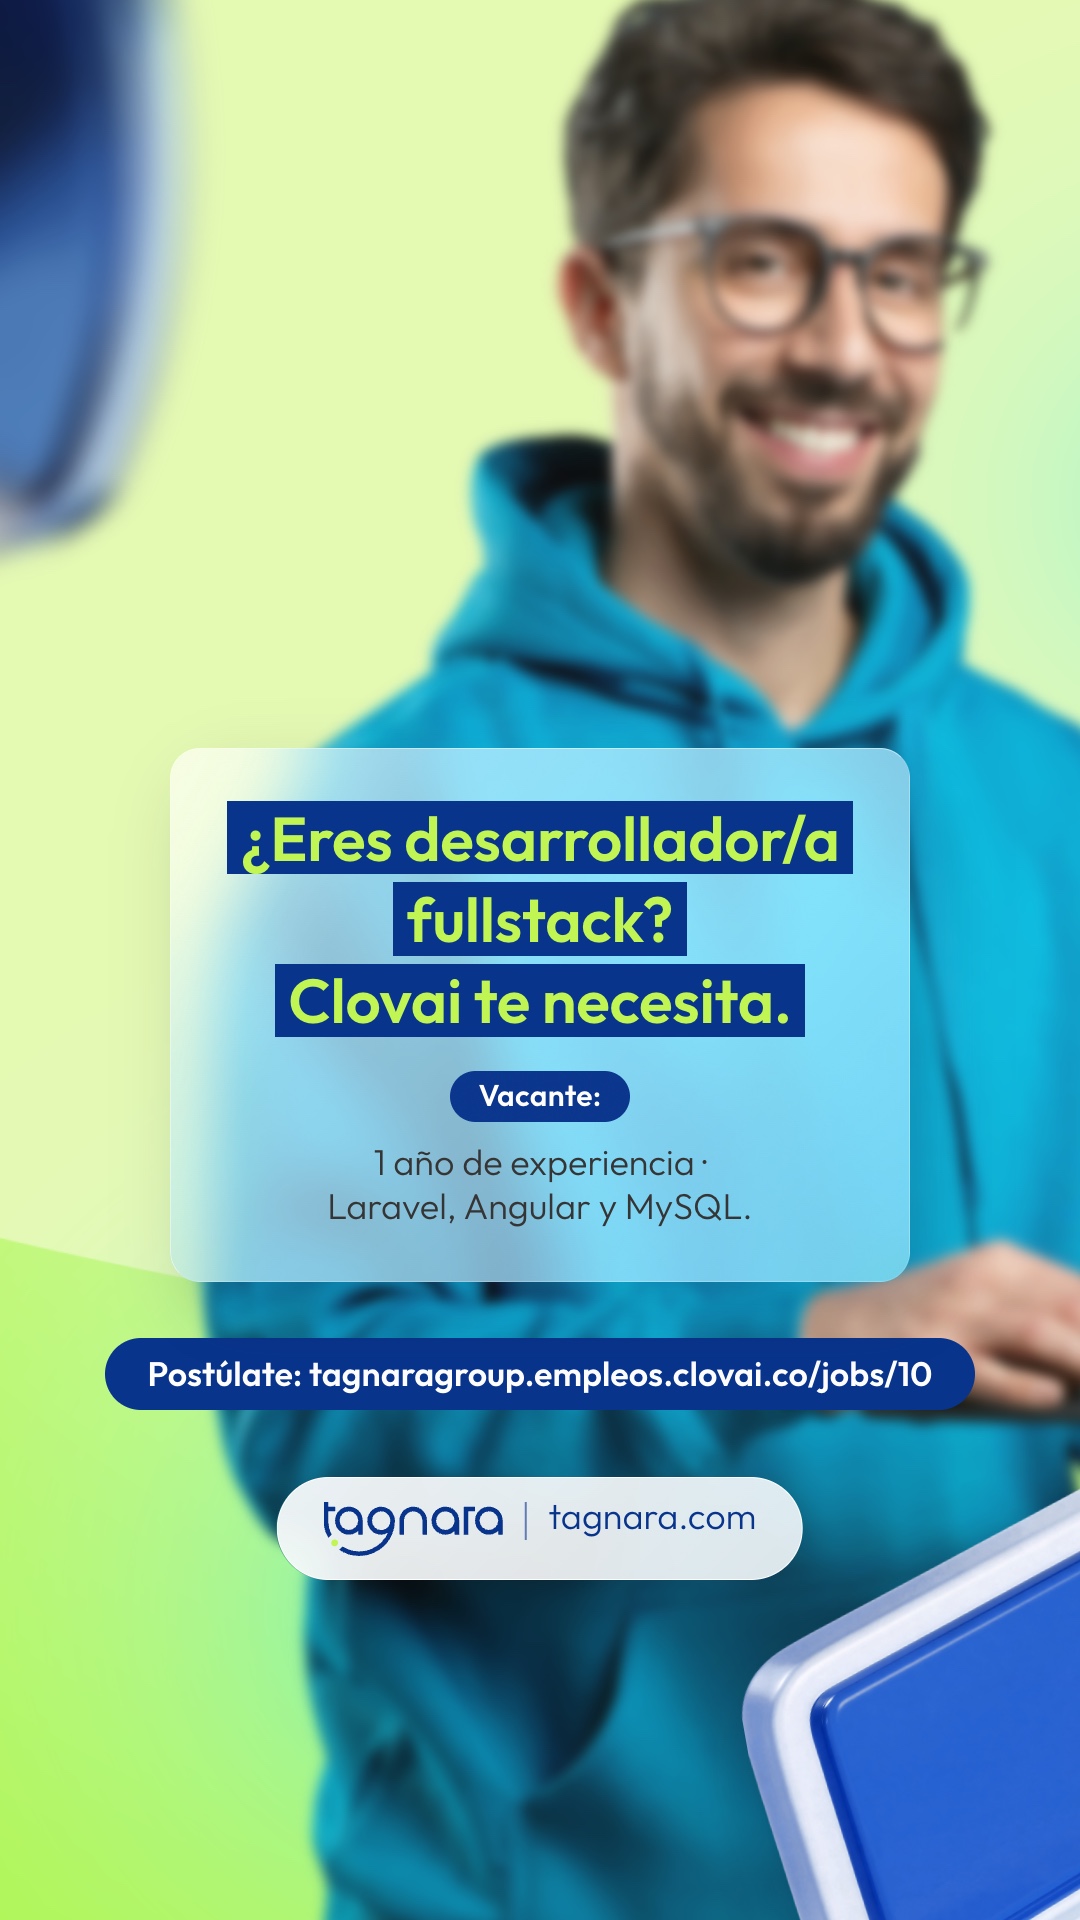 ¿Eres desarrollador/a
fullstack?
Clovai te necesita.
Vacante:
1 año de experiencia ·
Laravel, Angular y MySQL.
Postúlate: tagnaragroup.empleos.clovai.co/jobs/10
tagnara | tagnara.com